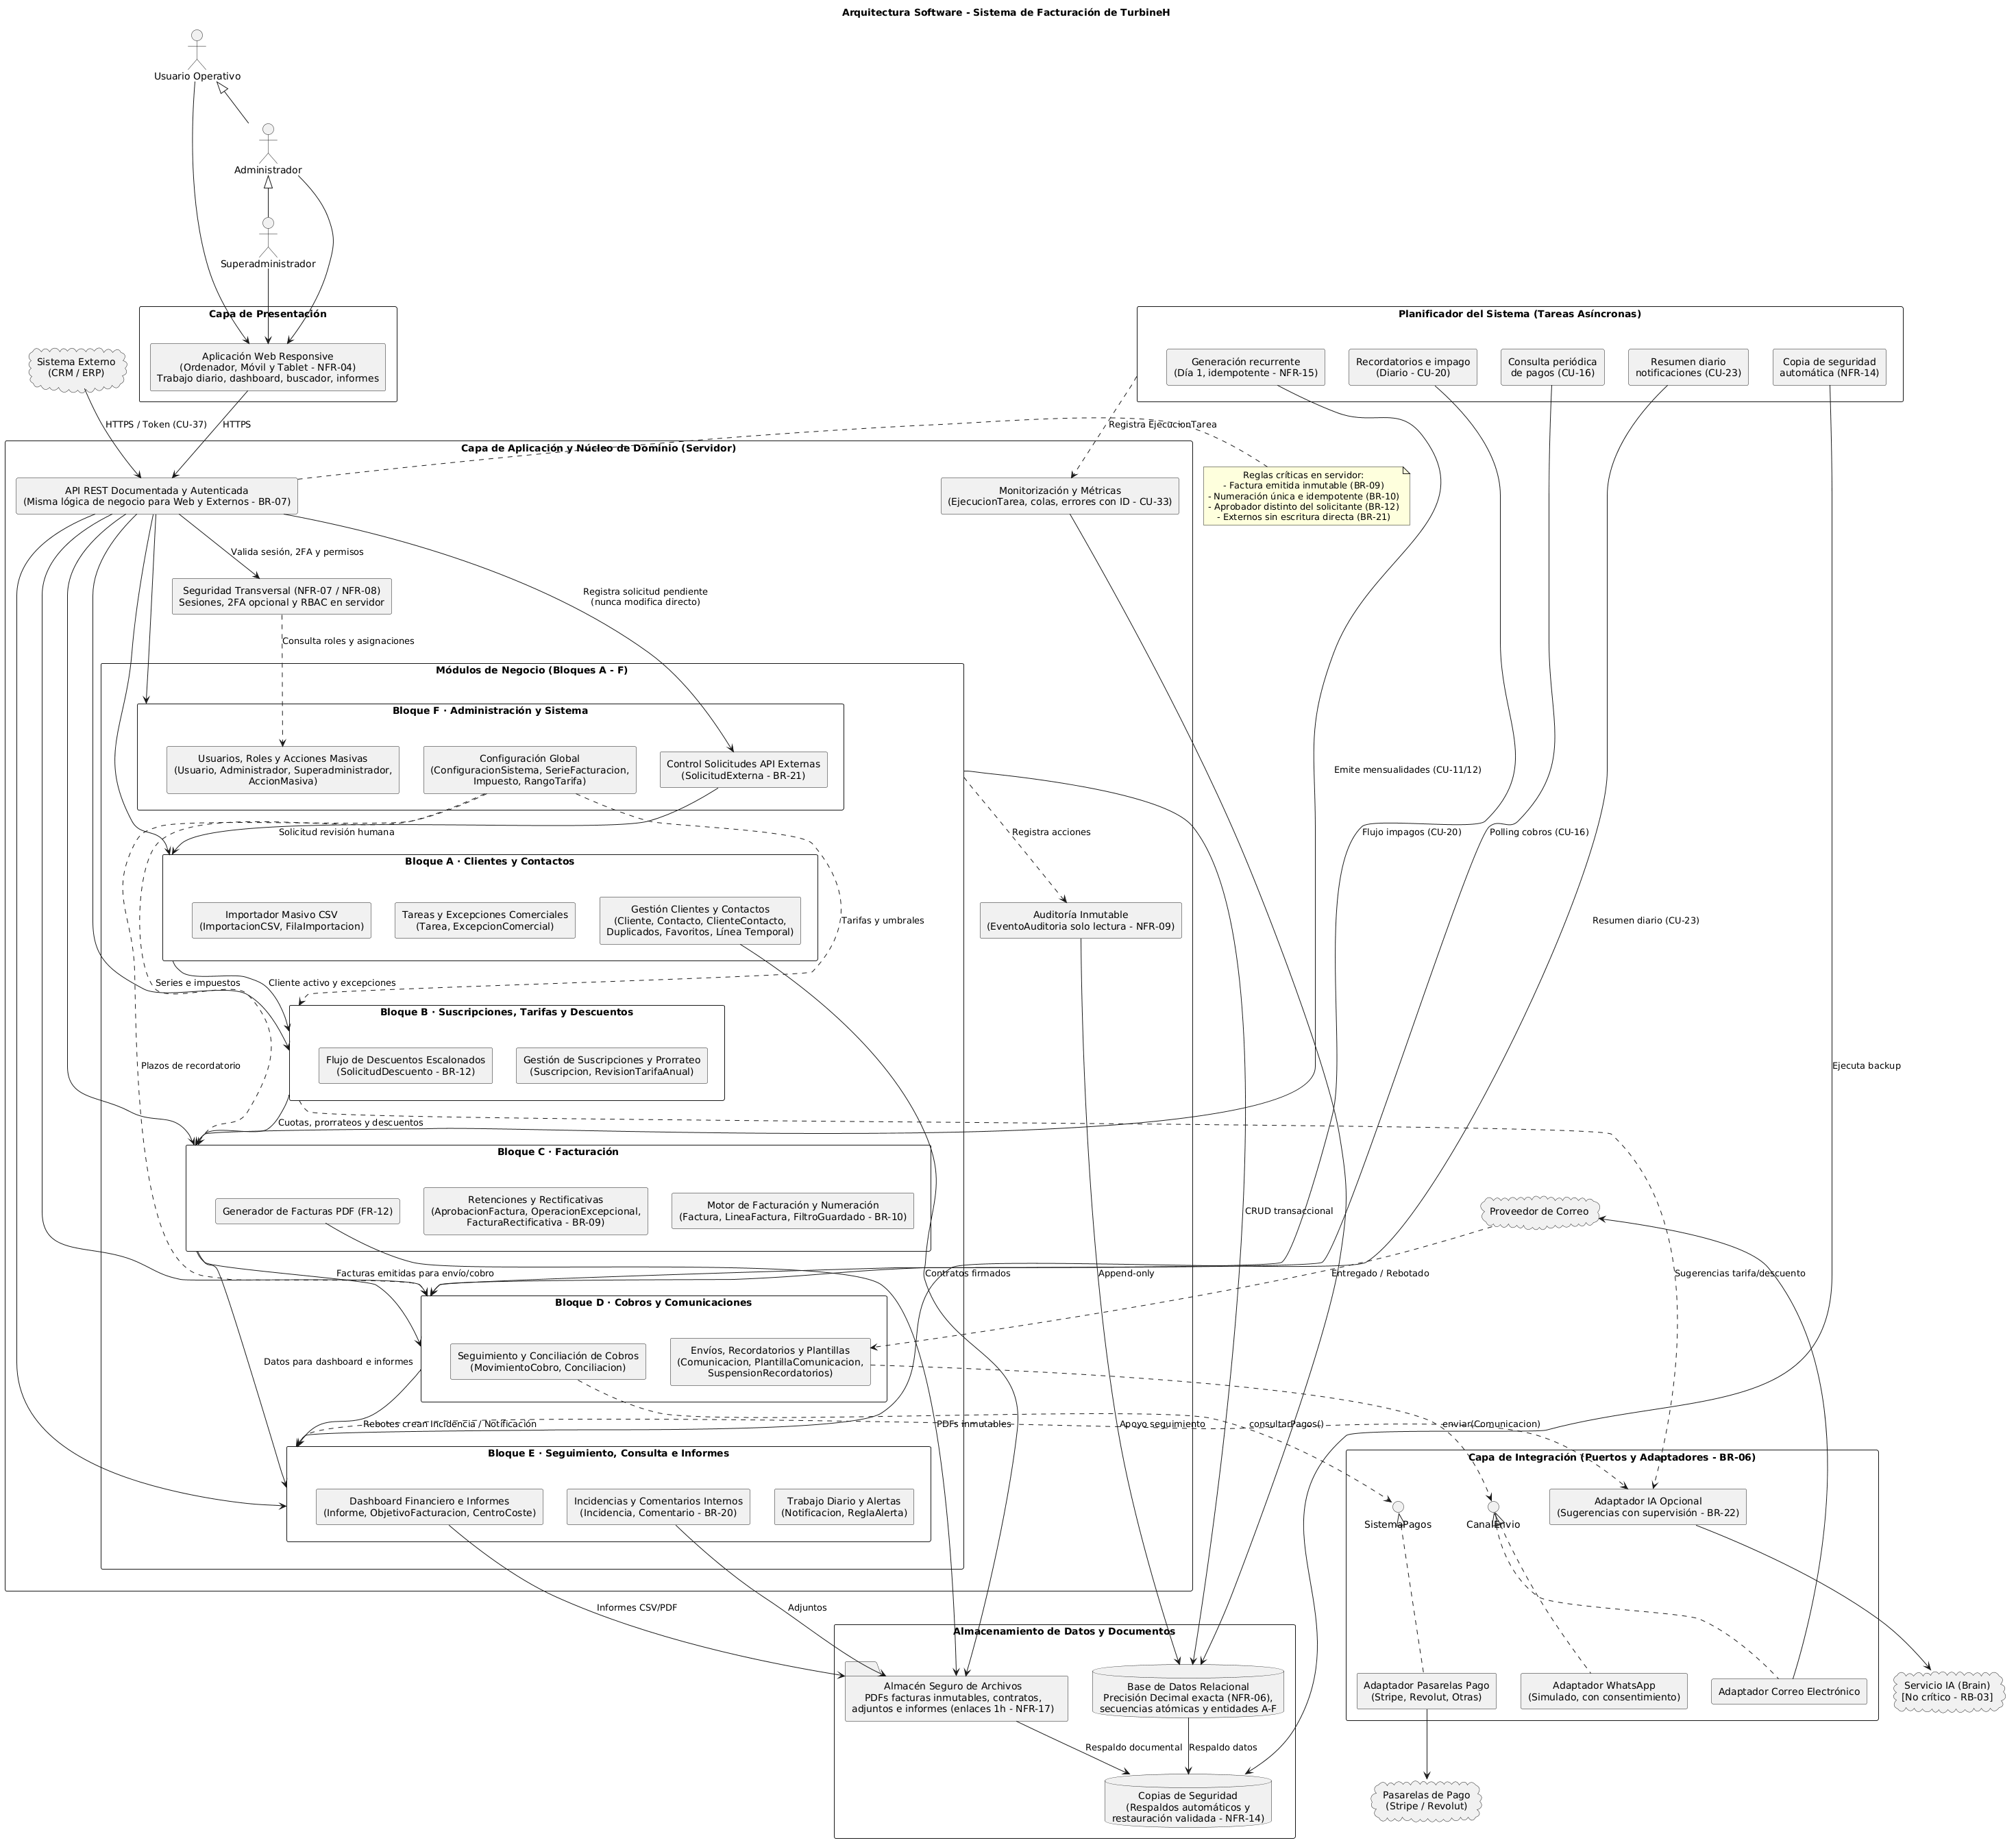 Arquitectura Software - Sistema de Facturación de TurbineH
Usuario Operativo
Administrador
Superadministrador
Capa de Presentación
Aplicación Web Responsive
(Ordenador, Móvil y Tablet - NFR-04)
Trabajo diario, dashboard, buscador, informes
Sistema Externo
(CRM / ERP)
Planificador del Sistema (Tareas Asíncronas)
Generación recurrente
(Día 1, idempotente - NFR-15)
Recordatorios e impago
(Diario - CU-20)
Consulta periódica
de pagos (CU-16)
Resumen diario
notificaciones (CU-23)
Copia de seguridad
automática (NFR-14)
HTTPS / Token (CU-37)
HTTPS
Registra EjecucionTarea
Capa de Aplicación y Núcleo de Dominio (Servidor)
API REST Documentada y Autenticada
(Misma lógica de negocio para Web y Externos - BR-07)
Monitorización y Métricas
(EjecucionTarea, colas, errores con ID - CU-33)
Reglas críticas en servidor:
- Factura emitida inmutable (BR-09)
- Numeración única e idempotente (BR-10)
- Aprobador distinto del solicitante (BR-12)
- Externos sin escritura directa (BR-21)
Valida sesión, 2FA y permisos
Seguridad Transversal (NFR-07 / NFR-08)
Sesiones, 2FA opcional y RBAC en servidor
Registra solicitud pendiente
(nunca modifica directo)
Consulta roles y asignaciones
Módulos de Negocio (Bloques A - F)
Bloque F · Administración y Sistema
Usuarios, Roles y Acciones Masivas
(Usuario, Administrador, Superadministrador,
AccionMasiva)
Configuración Global
(ConfiguracionSistema, SerieFacturacion,
Impuesto, RangoTarifa)
Control Solicitudes API Externas
(SolicitudExterna - BR-21)
Emite mensualidades (CU-11/12)
Solicitud revisión humana
Registra acciones
Flujo impagos (CU-20)
Polling cobros (CU-16)
Bloque A · Clientes y Contactos
Importador Masivo CSV
(ImportacionCSV, FilaImportacion)
Tareas y Excepciones Comerciales
(Tarea, ExcepcionComercial)
Gestión Clientes y Contactos
(Cliente, Contacto, ClienteContacto,
Duplicados, Favoritos, Línea Temporal)
Tarifas y umbrales
Auditoría Inmutable
(EventoAuditoria solo lectura - NFR-09)
Resumen diario (CU-23)
Series e impuestos
Cliente activo y excepciones
Bloque B · Suscripciones, Tarifas y Descuentos
Flujo de Descuentos Escalonados
(SolicitudDescuento - BR-12)
Gestión de Suscripciones y Prorrateo
(Suscripcion, RevisionTarifaAnual)
Plazos de recordatorio
Ejecuta backup
Cuotas, prorrateos y descuentos
Bloque C · Facturación
Generador de Facturas PDF (FR-12)
Retenciones y Rectificativas
(AprobacionFactura, OperacionExcepcional,
FacturaRectificativa - BR-09)
Motor de Facturación y Numeración
(Factura, LineaFactura, FiltroGuardado - BR-10)
CRUD transaccional
Proveedor de Correo
Facturas emitidas para envío/cobro
Contratos firmados
Append-only
Entregado / Rebotado
Sugerencias tarifa/descuento
Bloque D · Cobros y Comunicaciones
Seguimiento y Conciliación de Cobros
(MovimientoCobro, Conciliacion)
Envíos, Recordatorios y Plantillas
(Comunicacion, PlantillaComunicacion,
SuspensionRecordatorios)
Datos para dashboard e informes
Rebotes crean Incidencia / Notificación
PDFs inmutables
Apoyo seguimiento
consultarPagos()
enviar(Comunicacion)
Bloque E · Seguimiento, Consulta e Informes
Dashboard Financiero e Informes
(Informe, ObjetivoFacturacion, CentroCoste)
Incidencias y Comentarios Internos
(Incidencia, Comentario - BR-20)
Trabajo Diario y Alertas
(Notificacion, ReglaAlerta)
Capa de Integración (Puertos y Adaptadores - BR-06)
SistemaPagos
CanalEnvio
Adaptador IA Opcional
(Sugerencias con supervisión - BR-22)
Informes CSV/PDF
Adjuntos
Almacenamiento de Datos y Documentos
Almacén Seguro de Archivos
PDFs facturas inmutables, contratos,
adjuntos e informes (enlaces 1h - NFR-17)
Base de Datos Relacional
Precisión Decimal exacta (NFR-06),
secuencias atómicas y entidades A-F
Adaptador Pasarelas Pago
(Stripe, Revolut, Otras)
Adaptador WhatsApp
(Simulado, con consentimiento)
Adaptador Correo Electrónico
Servicio IA (Brain)
[No crítico - RB-03]
Respaldo documental
Respaldo datos
Copias de Seguridad
(Respaldos automáticos y
restauración validada - NFR-14)
Pasarelas de Pago
(Stripe / Revolut)